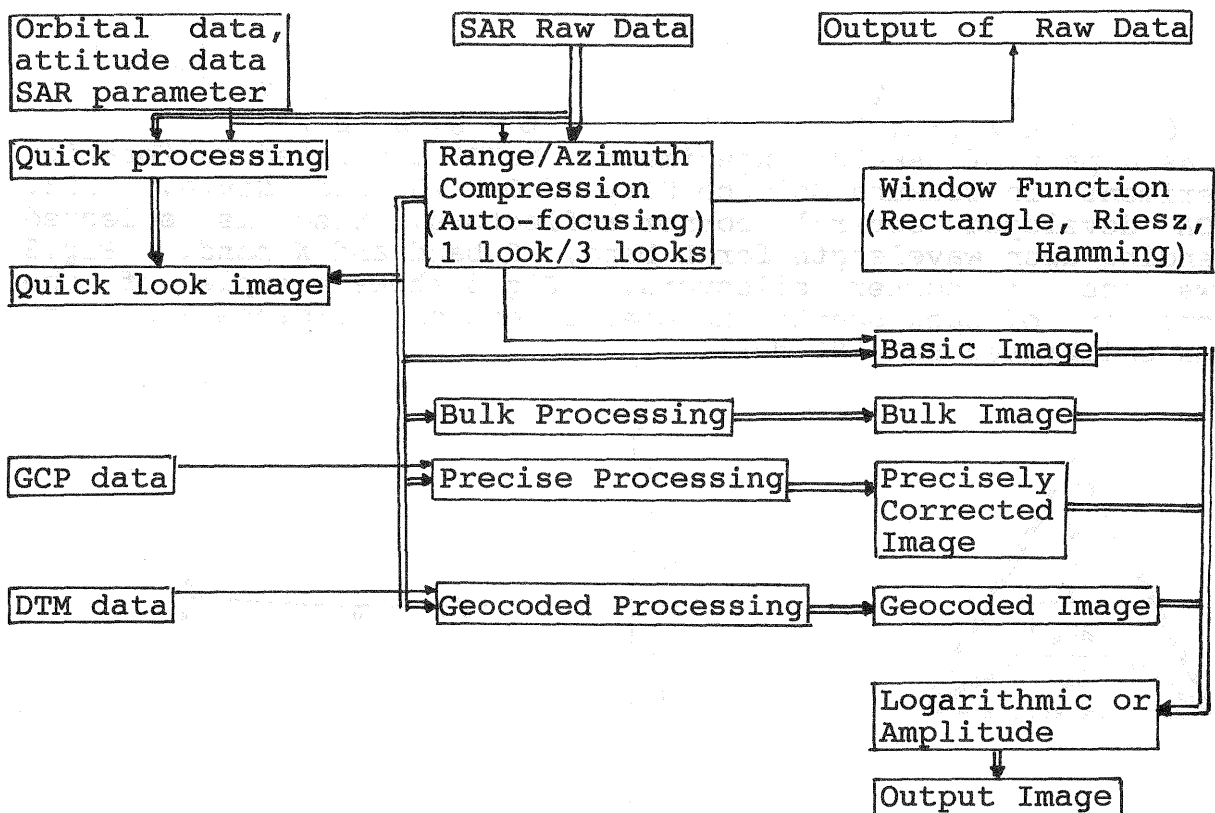 Orbital data,
attitude data
SAR parameter
SAR Raw Data
Output of Raw Data
Quick processing
Range/Azimuth
Compression
(Auto-focusing)
1 look/3 looks
Window Function
(Rectangle, Riesz,
Hamming)
Quick look image
Basic Image
Bulk Processing
Bulk Image
GCP data
Precise Processing
Precisely
Corrected
Image
DTM data
Geocoded Processing
Geocoded Image
Logarithmic or
Amplitude
Output Image